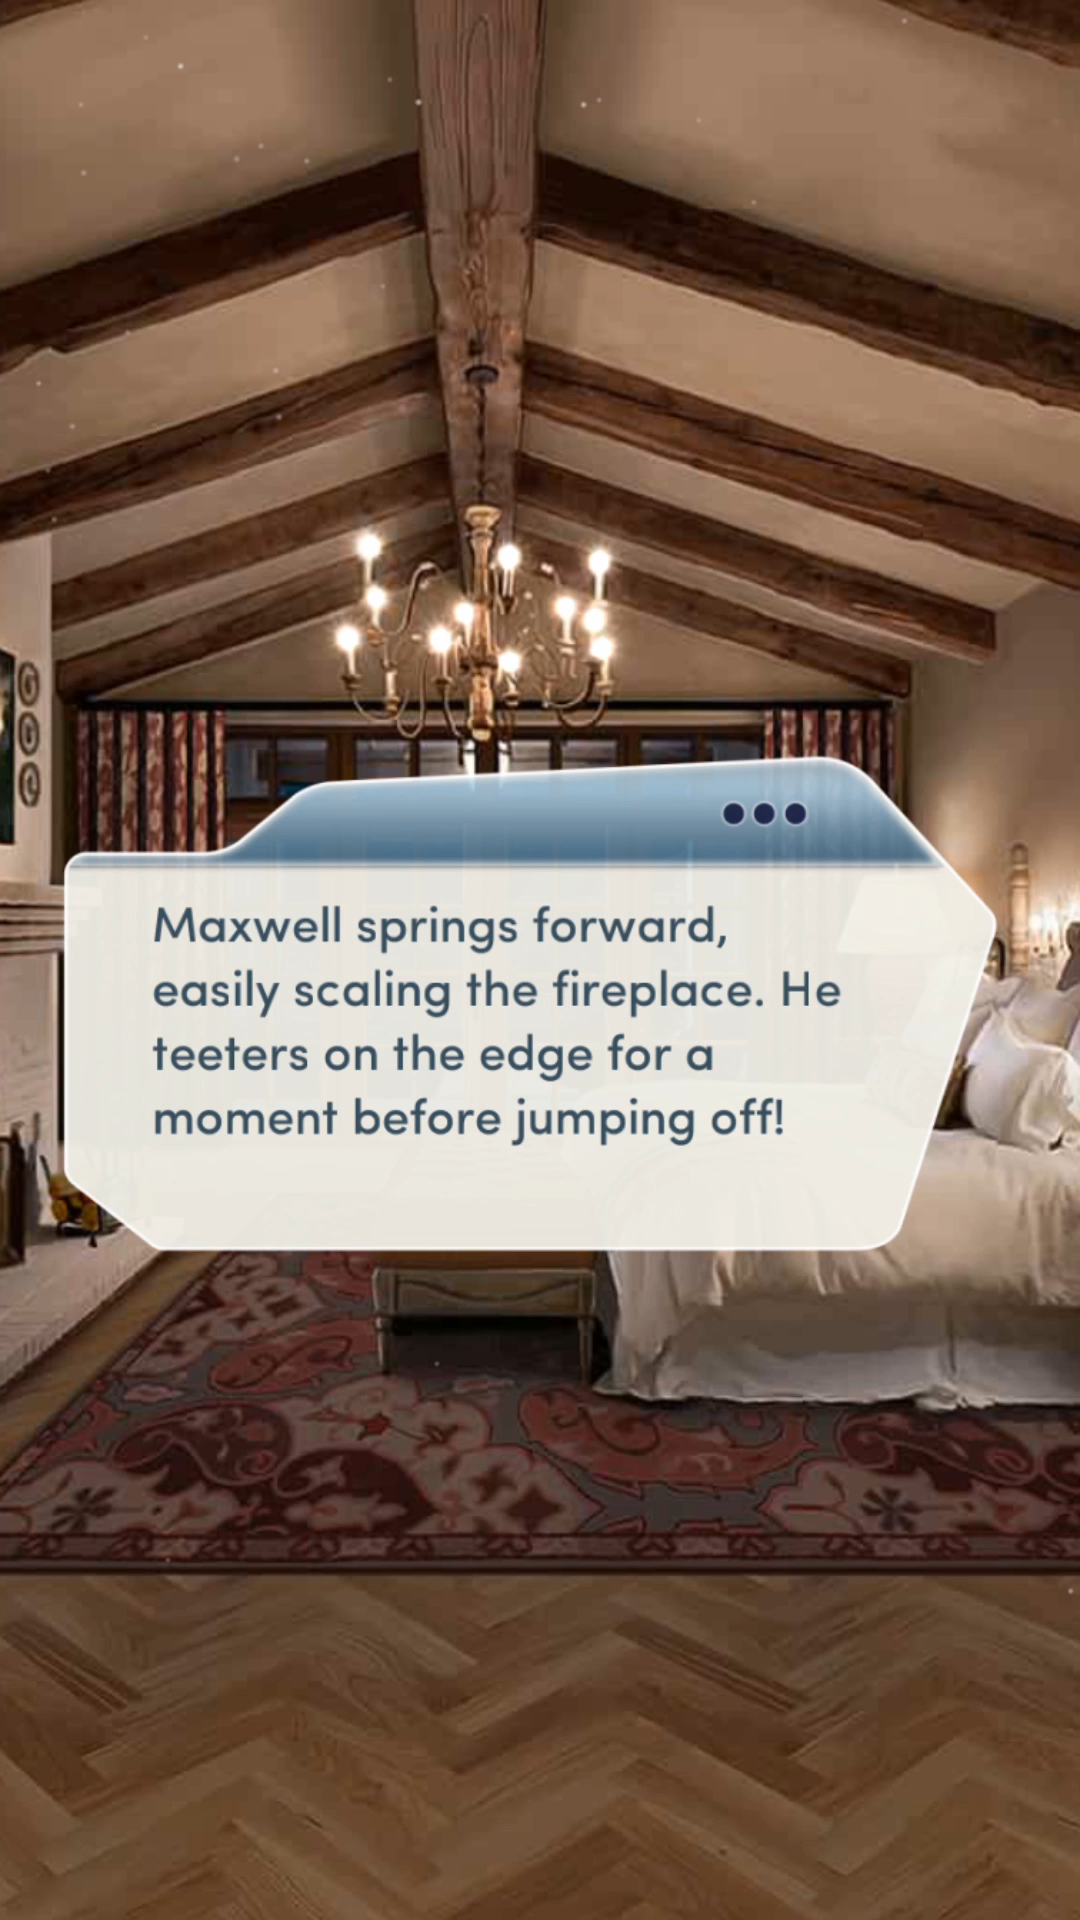 Maxwell springs forward,
easily scaling the fireplace. He
teeters on the edge for a
moment before jumping off!